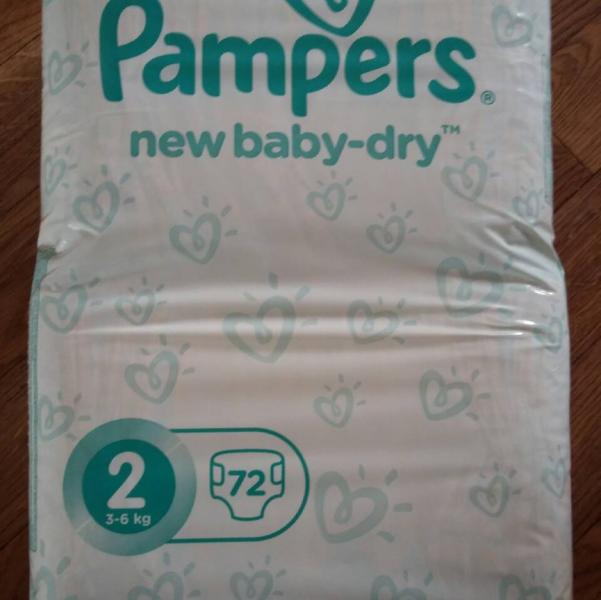 Pampers®
new baby-dry™
2
3-6 kg
72